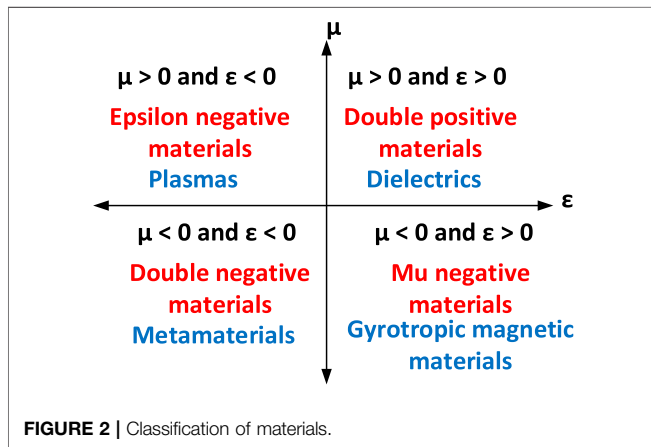 μ
μ > 0 and ε < 0
Epsilon negative
materials
Plasmas
μ > 0 and ε > 0
Double positive
materials
Dielectrics
ε
μ < 0 and ε < 0
Double negative
materials
Metamaterials
μ < 0 and ε > 0
Mu negative
materials
Gyrotropic magnetic
materials
FIGURE 2 | Classification of materials.